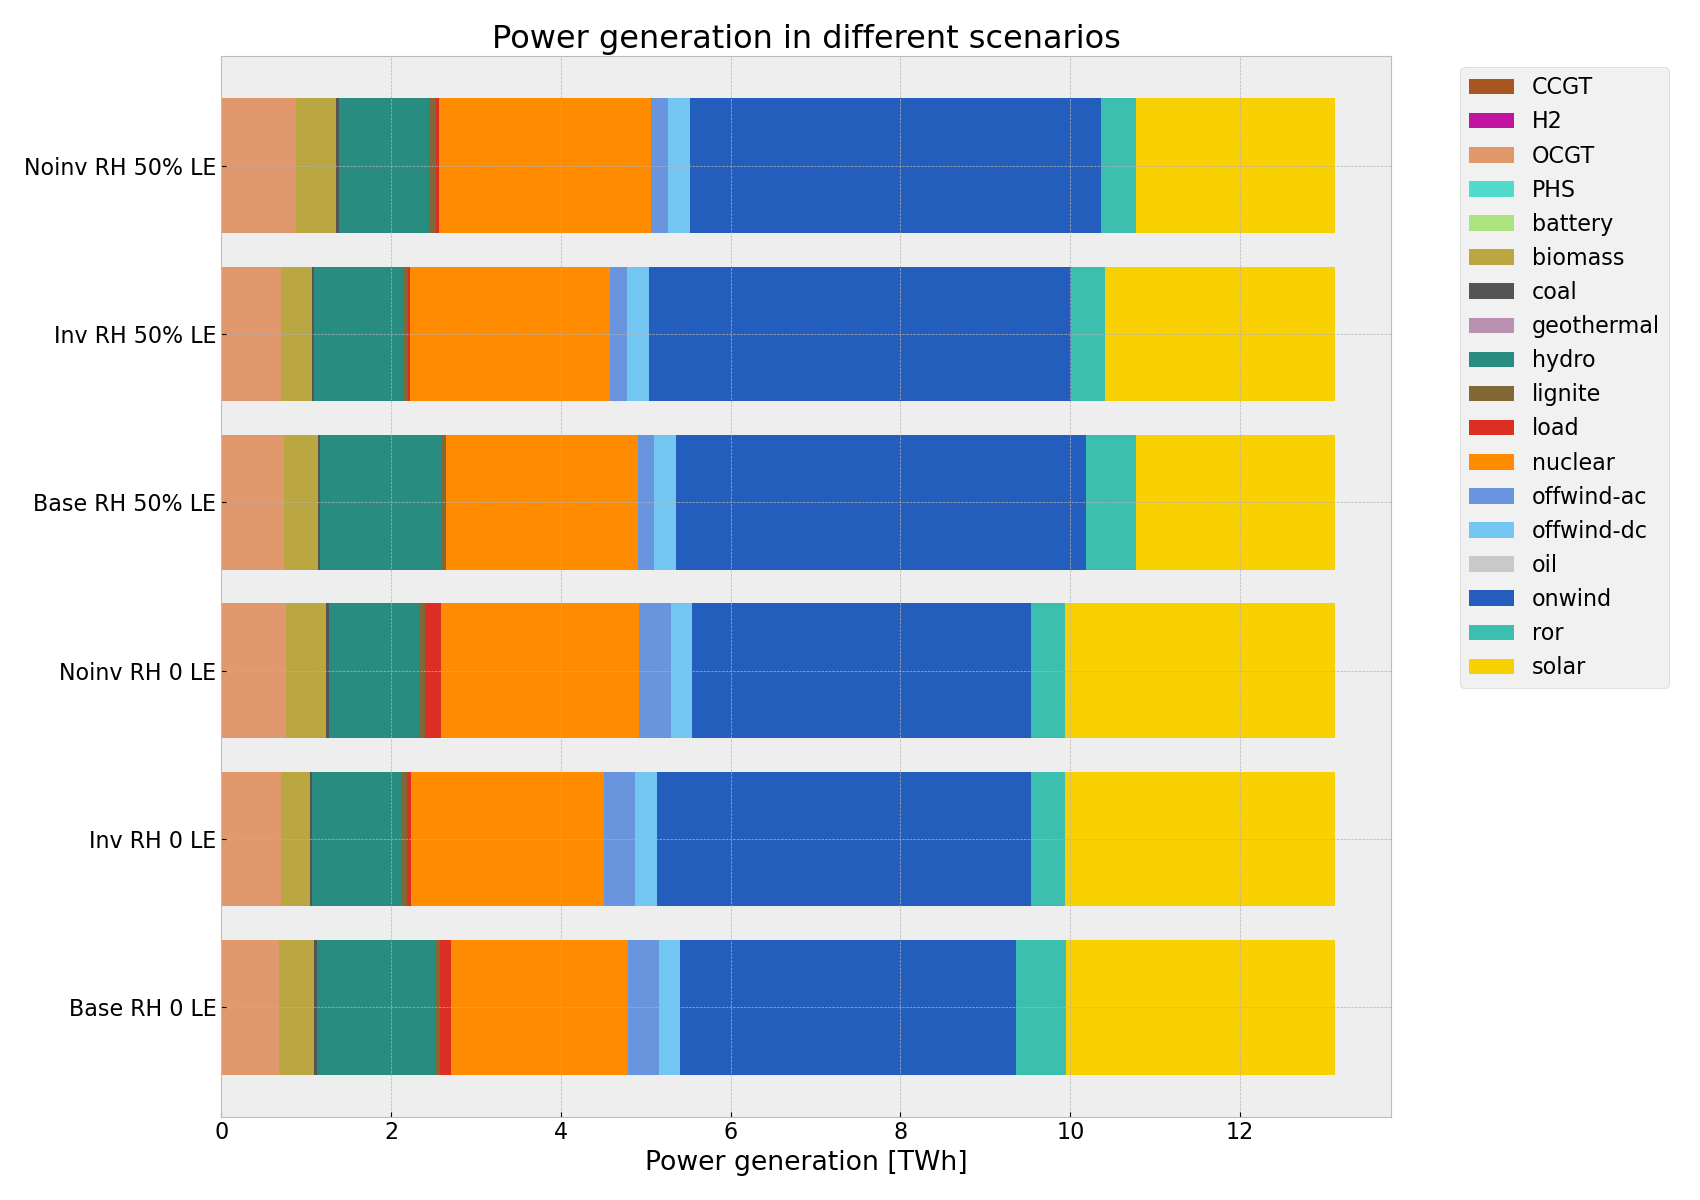 Power generation in different scenarios
Noinv RH 50% LE
Inv RH 50% LE
Base RH 50% LE
Noinv RH 0 LE
Inv RH 0 LE
Base RH 0 LE
0 2 4 6 8 10 12
Power generation [TWh]
CCGT
H2
OCGT
PHS
battery
biomass
coal
geothermal
hydro
lignite
load
nuclear
offwind-ac
offwind-dc
oil
onwind
ror
solar